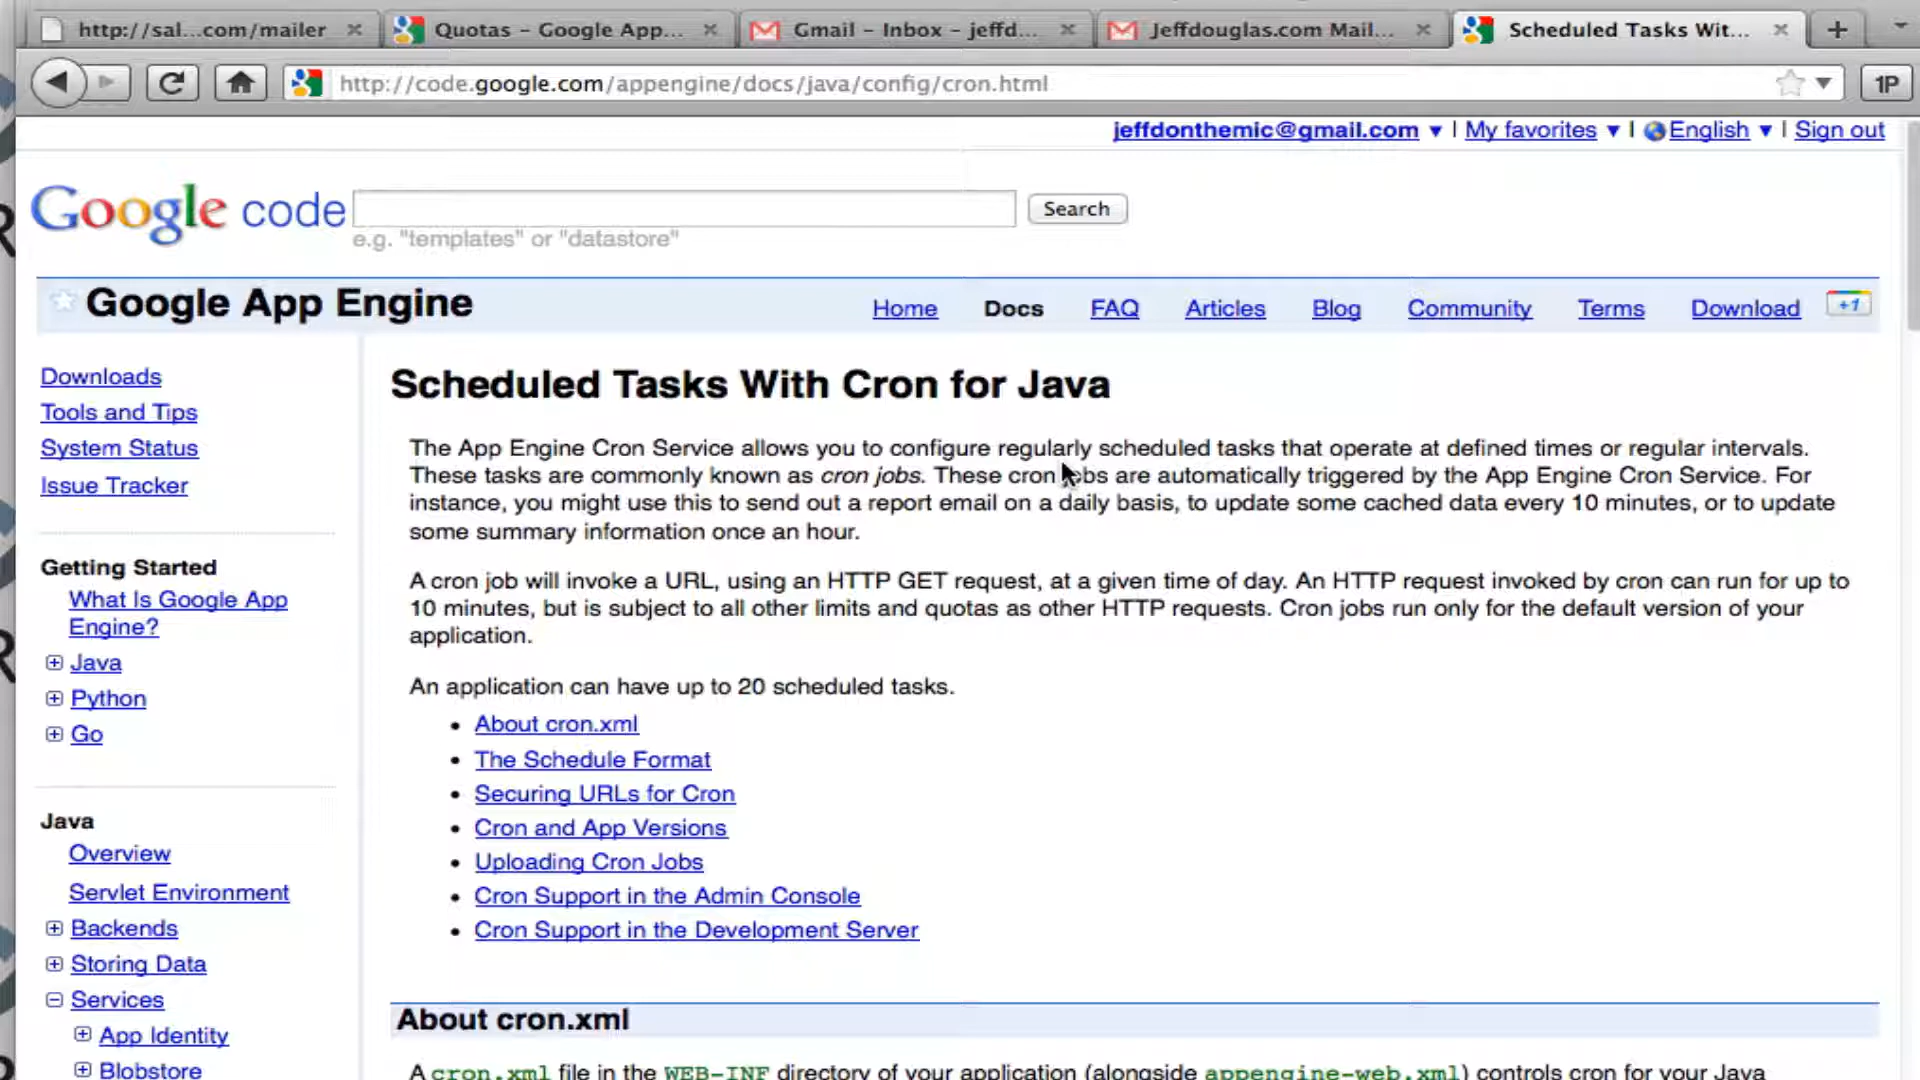 http://sal...com/mailer
Quotas - Google App...
Gmail - Inbox - jeffd...
Jeffdouglas.com Mail...
Scheduled Tasks Wit...
http://code.google.com/appengine/docs/java/config/cron.html
1P
jeffdonthemic@gmail.com ▼ | My favorites ▼ | English ▼ | Sign out
Google code
Search
e.g. "templates" or "datastore"
Google App Engine
Home Docs FAQ Articles Blog Community Terms Download +1
Downloads
Tools and Tips
System Status
Issue Tracker
Getting Started
What Is Google App
Engine?
Java
Python
Go
Java
Overview
Servlet Environment
Backends
Storing Data
Services
App Identity
Blobstore
Scheduled Tasks With Cron for Java
The App Engine Cron Service allows you to configure regularly scheduled tasks that operate at defined times or regular intervals.
These tasks are commonly known as cron jobs. These cron jobs are automatically triggered by the App Engine Cron Service. For
instance, you might use this to send out a report email on a daily basis, to update some cached data every 10 minutes, or to update
some summary information once an hour.
A cron job will invoke a URL, using an HTTP GET request, at a given time of day. An HTTP request invoked by cron can run for up to
10 minutes, but is subject to all other limits and quotas as other HTTP requests. Cron jobs run only for the default version of your
application.
An application can have up to 20 scheduled tasks.
• About cron.xml
• The Schedule Format
• Securing URLs for Cron
• Cron and App Versions
• Uploading Cron Jobs
• Cron Support in the Admin Console
• Cron Support in the Development Server
About cron.xml
A cron.xml file in the WEB-INF directory of your application (alongside appengine-web.xml) controls cron for your Java